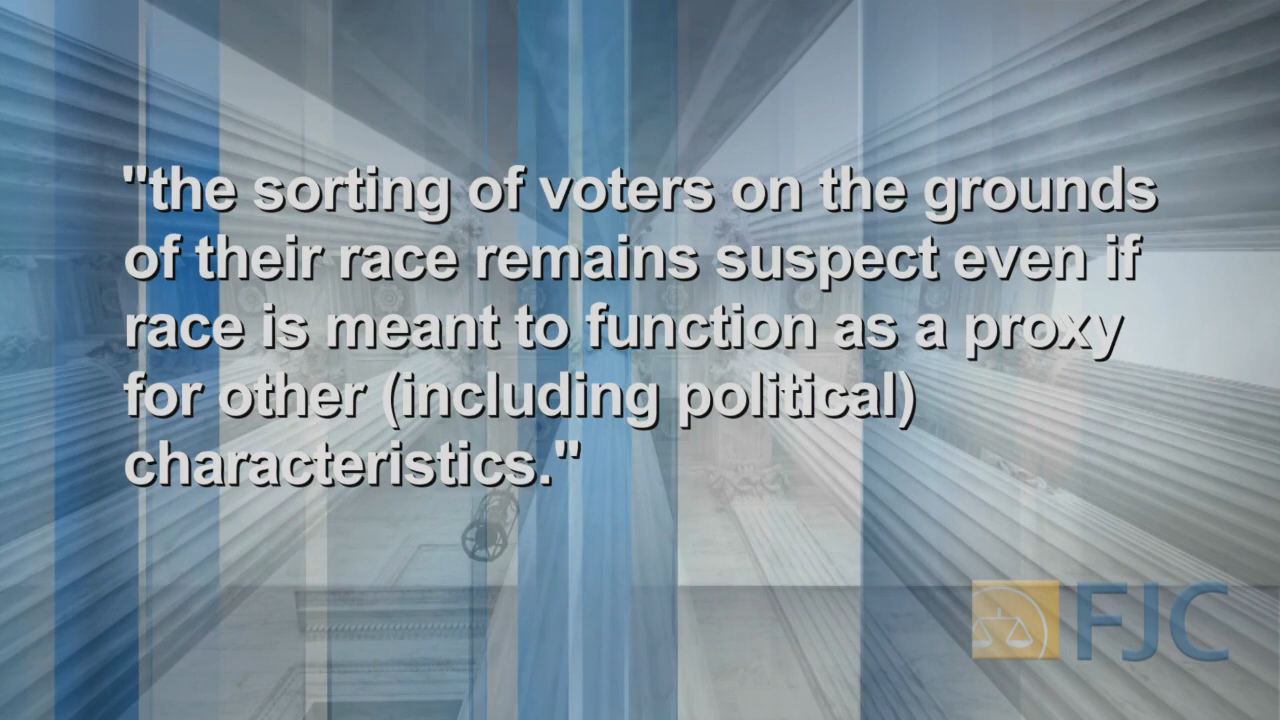 "the sorting of voters on the grounds
of their race remains suspect even if
race is meant to function as a proxy
for other (including political)
characteristics."
FJC